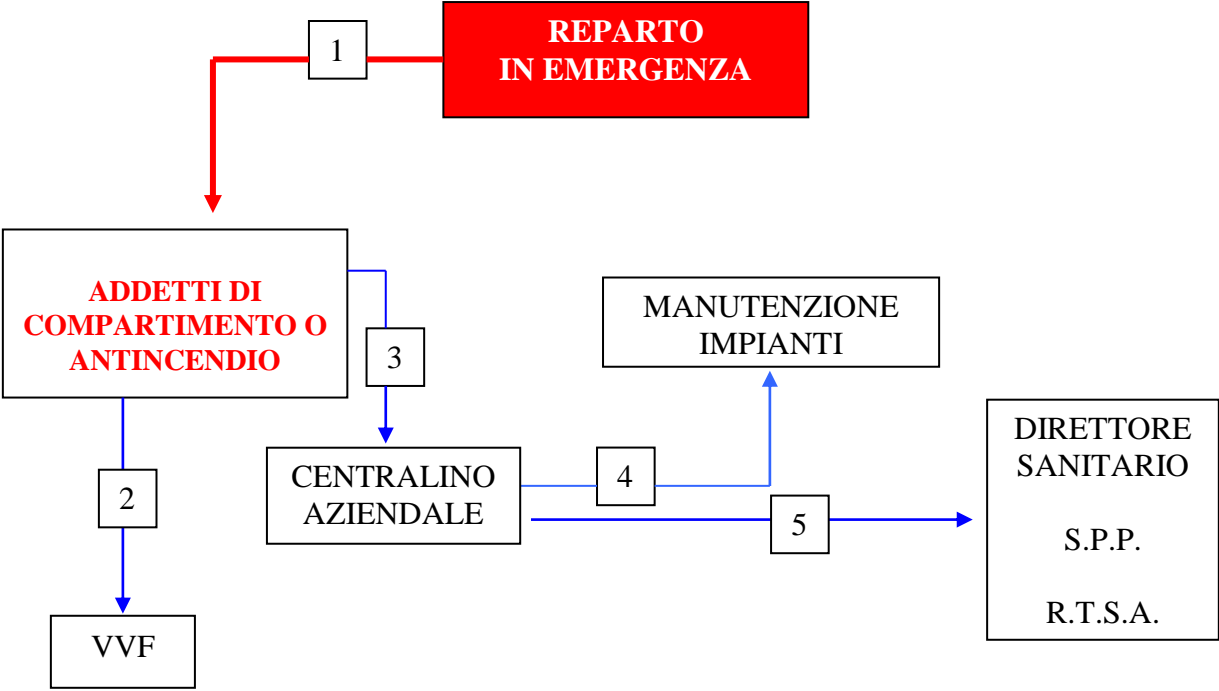 REPARTO
IN EMERGENZA
1
ADDETTI DI
COMPARTIMENTO O
ANTINCENDIO
3
MANUTENZIONE
IMPIANTI
2
CENTRALINO
AZIENDALE
4
5
DIRETTORE
SANITARIO
S.P.P.
R.T.S.A.
VVF